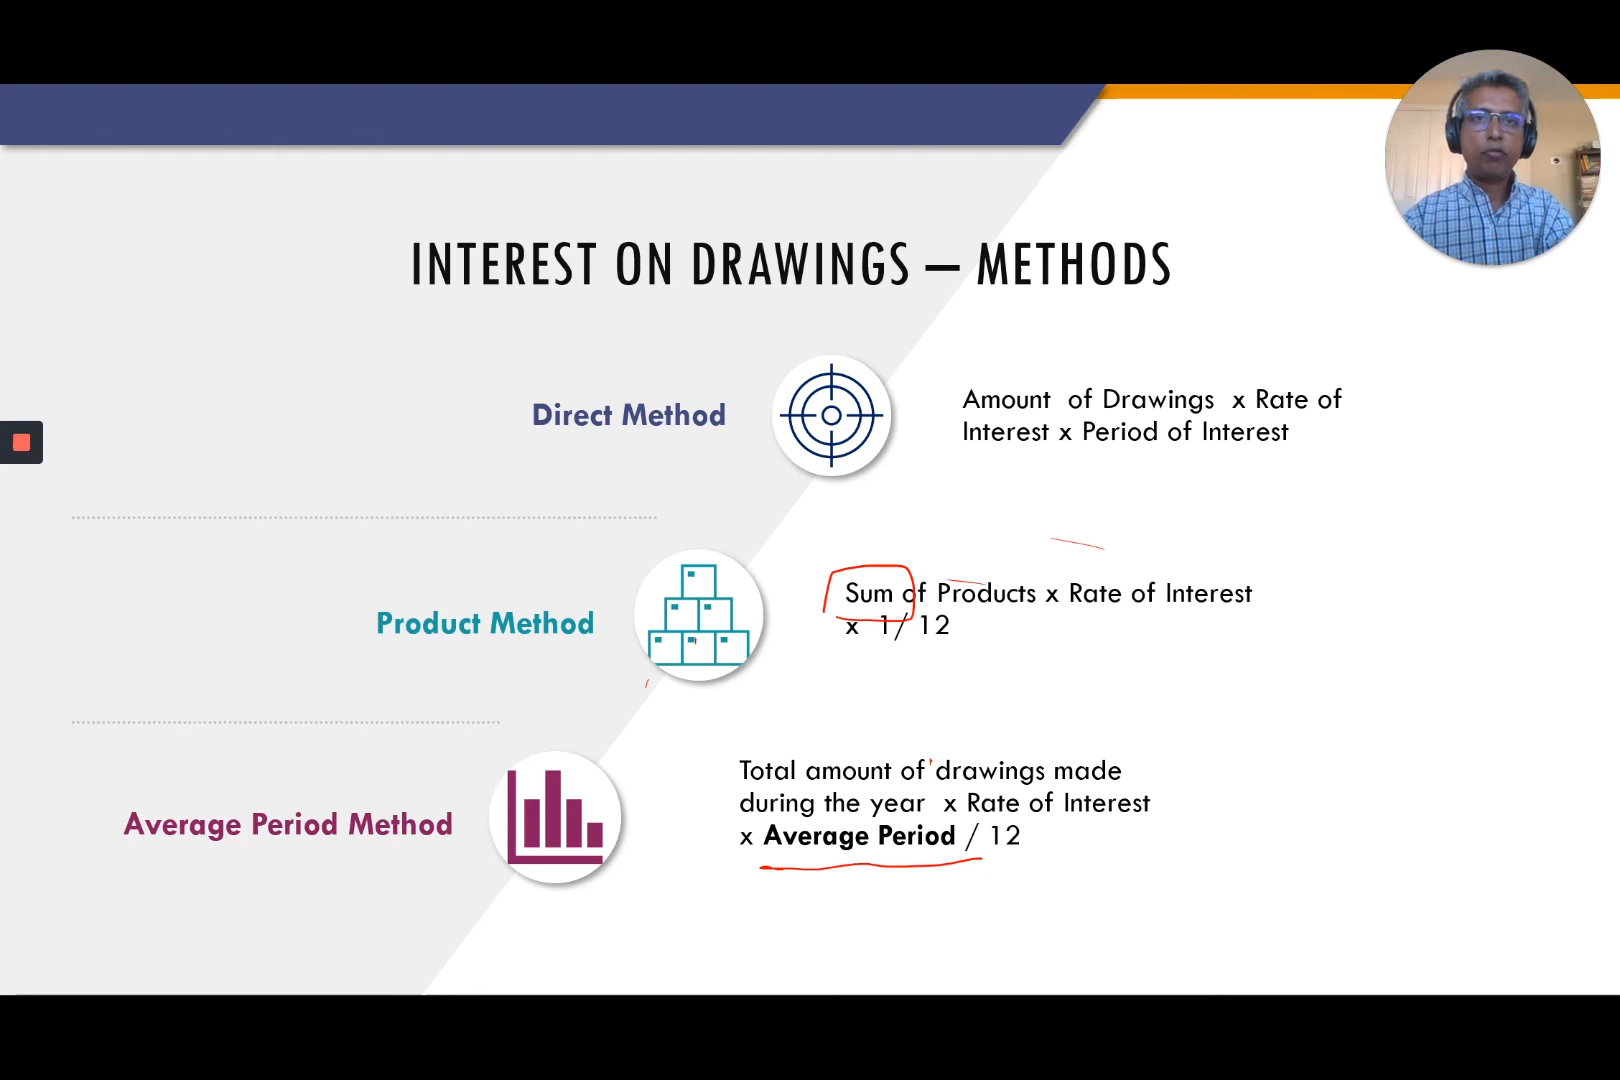 INTEREST ON DRAWINGS – METHODS
Direct Method
Amount of Drawings x Rate of
Interest x Period of Interest
Product Method
Sum of Products x Rate of Interest
x 1/ 12
Average Period Method
Total amount of drawings made
during the year x Rate of Interest
x Average Period / 12